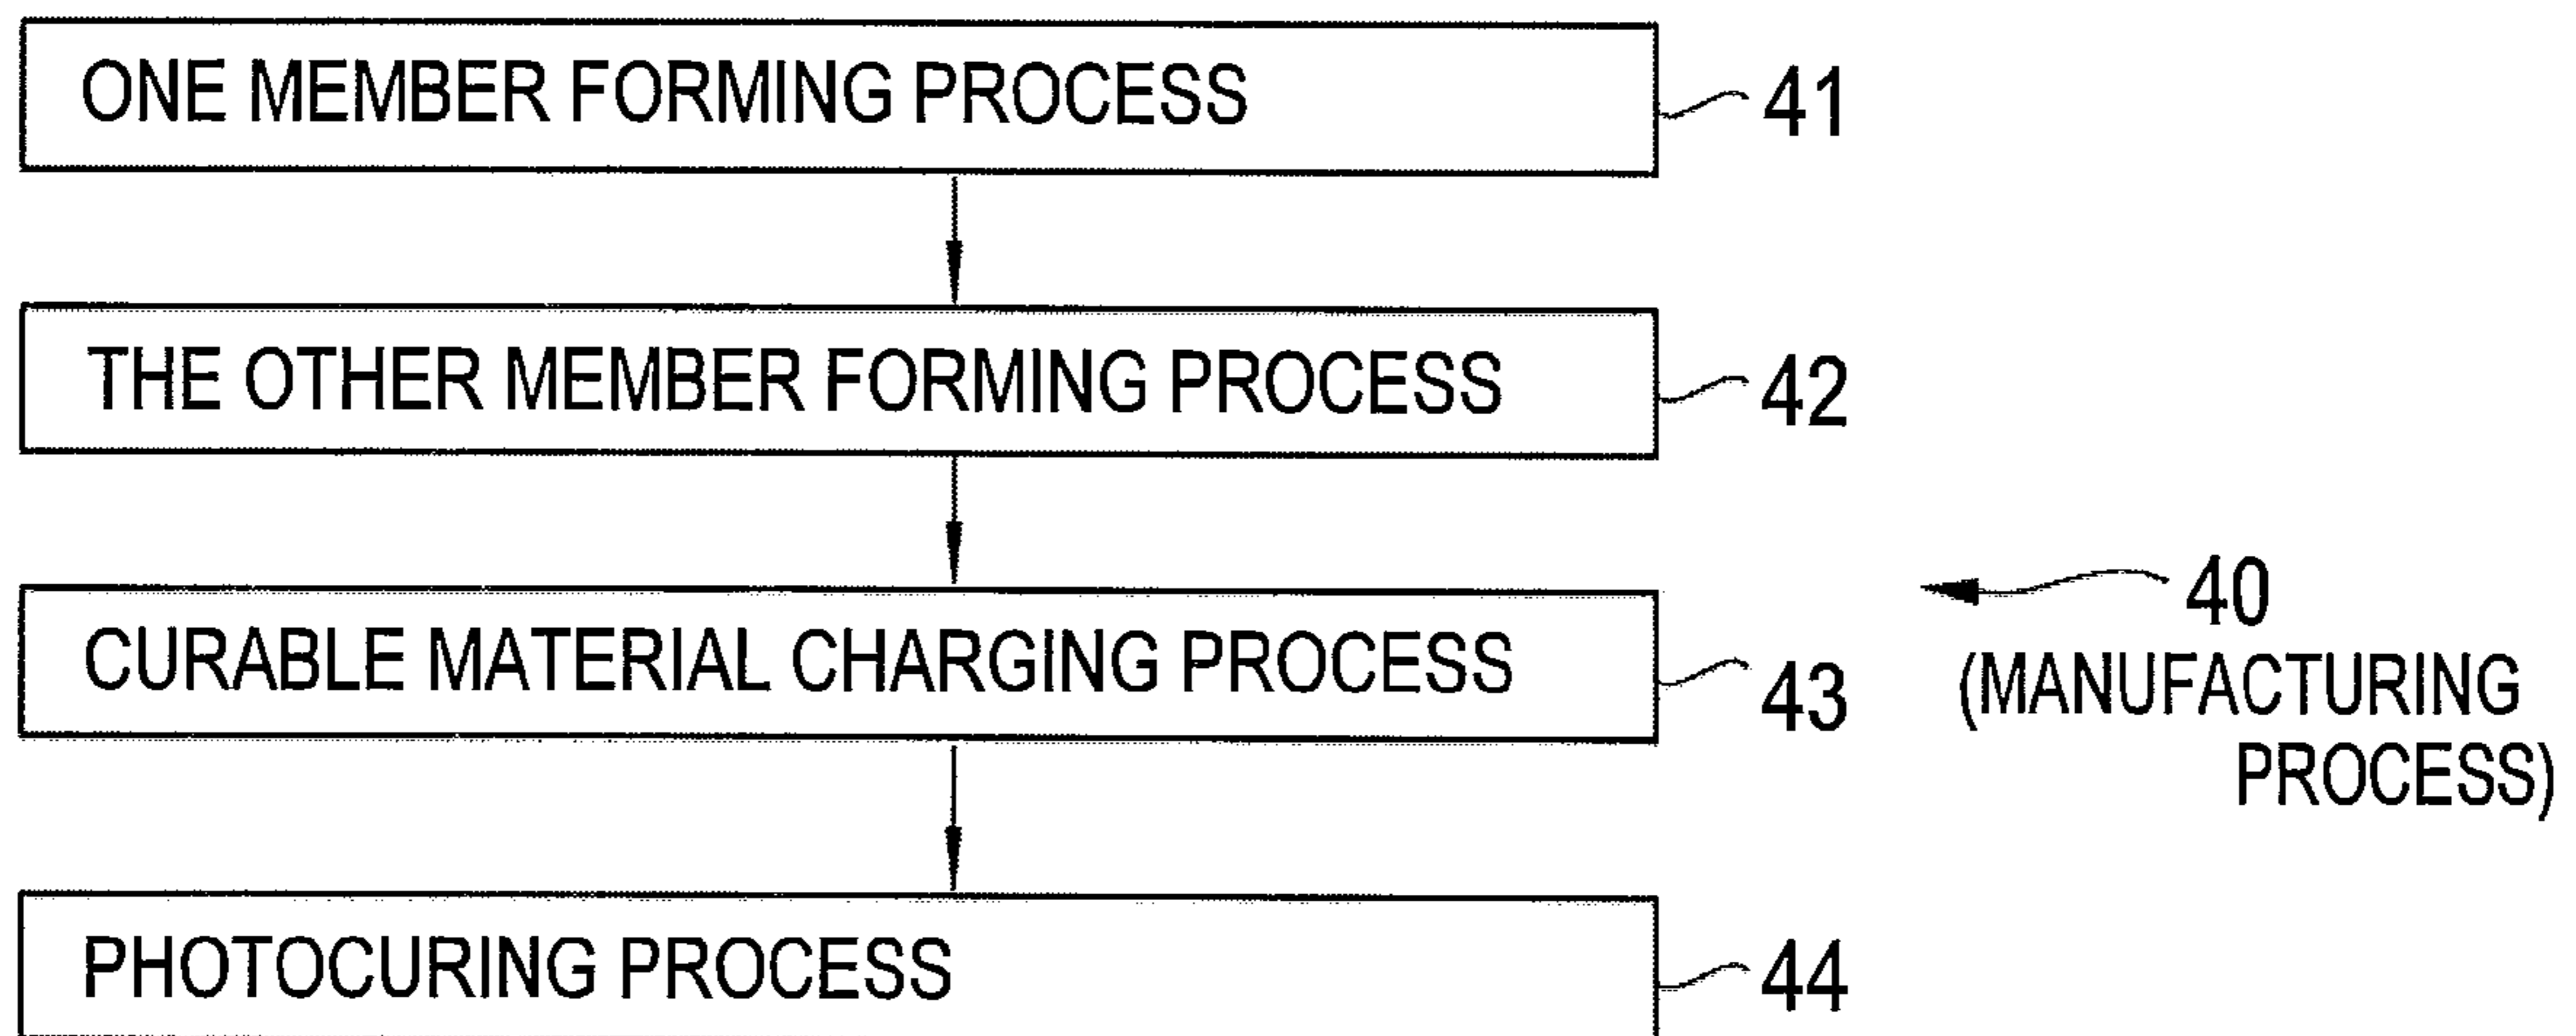 ONE MEMBER FORMING PROCESS
41
THE OTHER MEMBER FORMING PROCESS
42
CURABLE MATERIAL CHARGING PROCESS
43
40
(MANUFACTURING
PROCESS)
PHOTOCURING PROCESS
44